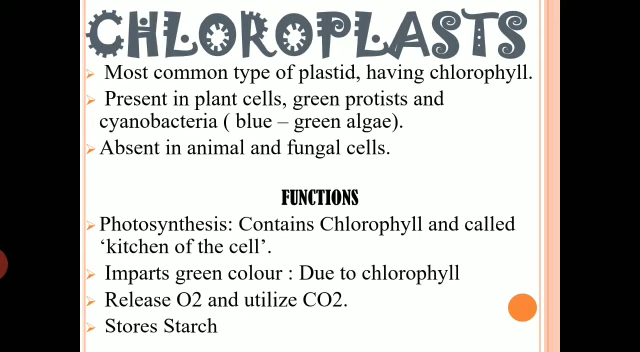 CHLOROPLASTS
Most common type of plastid, having chlorophyll.
Present in plant cells, green protists and
cyanobacteria ( blue – green algae).
Absent in animal and fungal cells.
FUNCTIONS
Photosynthesis: Contains Chlorophyll and called
‘kitchen of the cell’.
Imparts green colour : Due to chlorophyll
Release O2 and utilize CO2.
Stores Starch